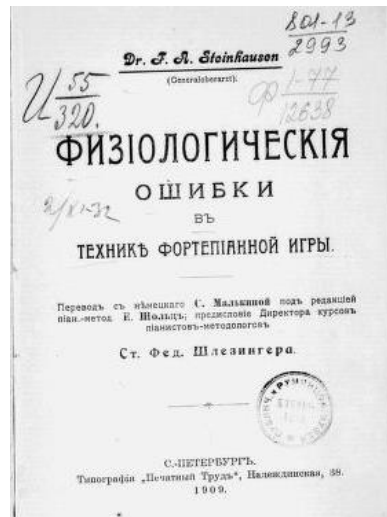 801-13
2993
Dr. F. A. Steinhausen
(Generaloberarzt).
И 55
320.
Ф 1-77
12638
ФИЗІОЛОГИЧЕСКІЯ
ОШИБКИ
ВЪ
ТЕХНИКѢ ФОРТЕПІАННОЙ ИГРЫ.
Переводъ съ нѣмецкаго С. Малькиной подъ редакціей
піан.-метод. Е. Шольцъ; предисловіе Директора курсовъ
піанистовъ-методологовъ
Ст. Фед. Шлезингера.
С.-ПЕТЕРБУРГЪ.
Типографія „Печатный Трудъ“, Надеждинская, 38.
1909.